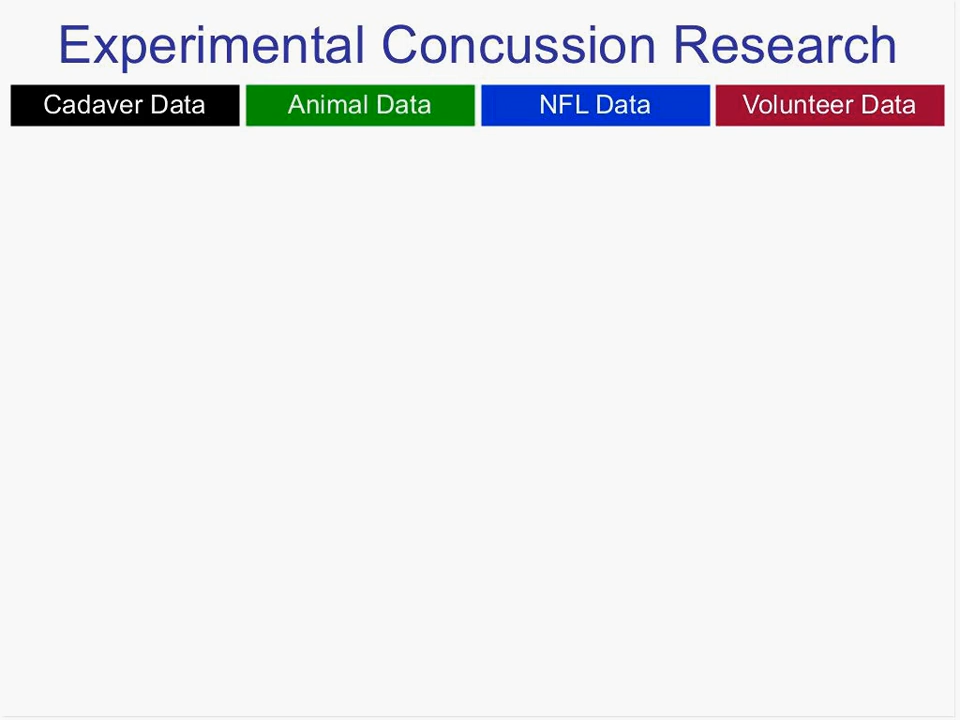 Experimental Concussion Research
Cadaver Data Animal Data NFL Data Volunteer Data